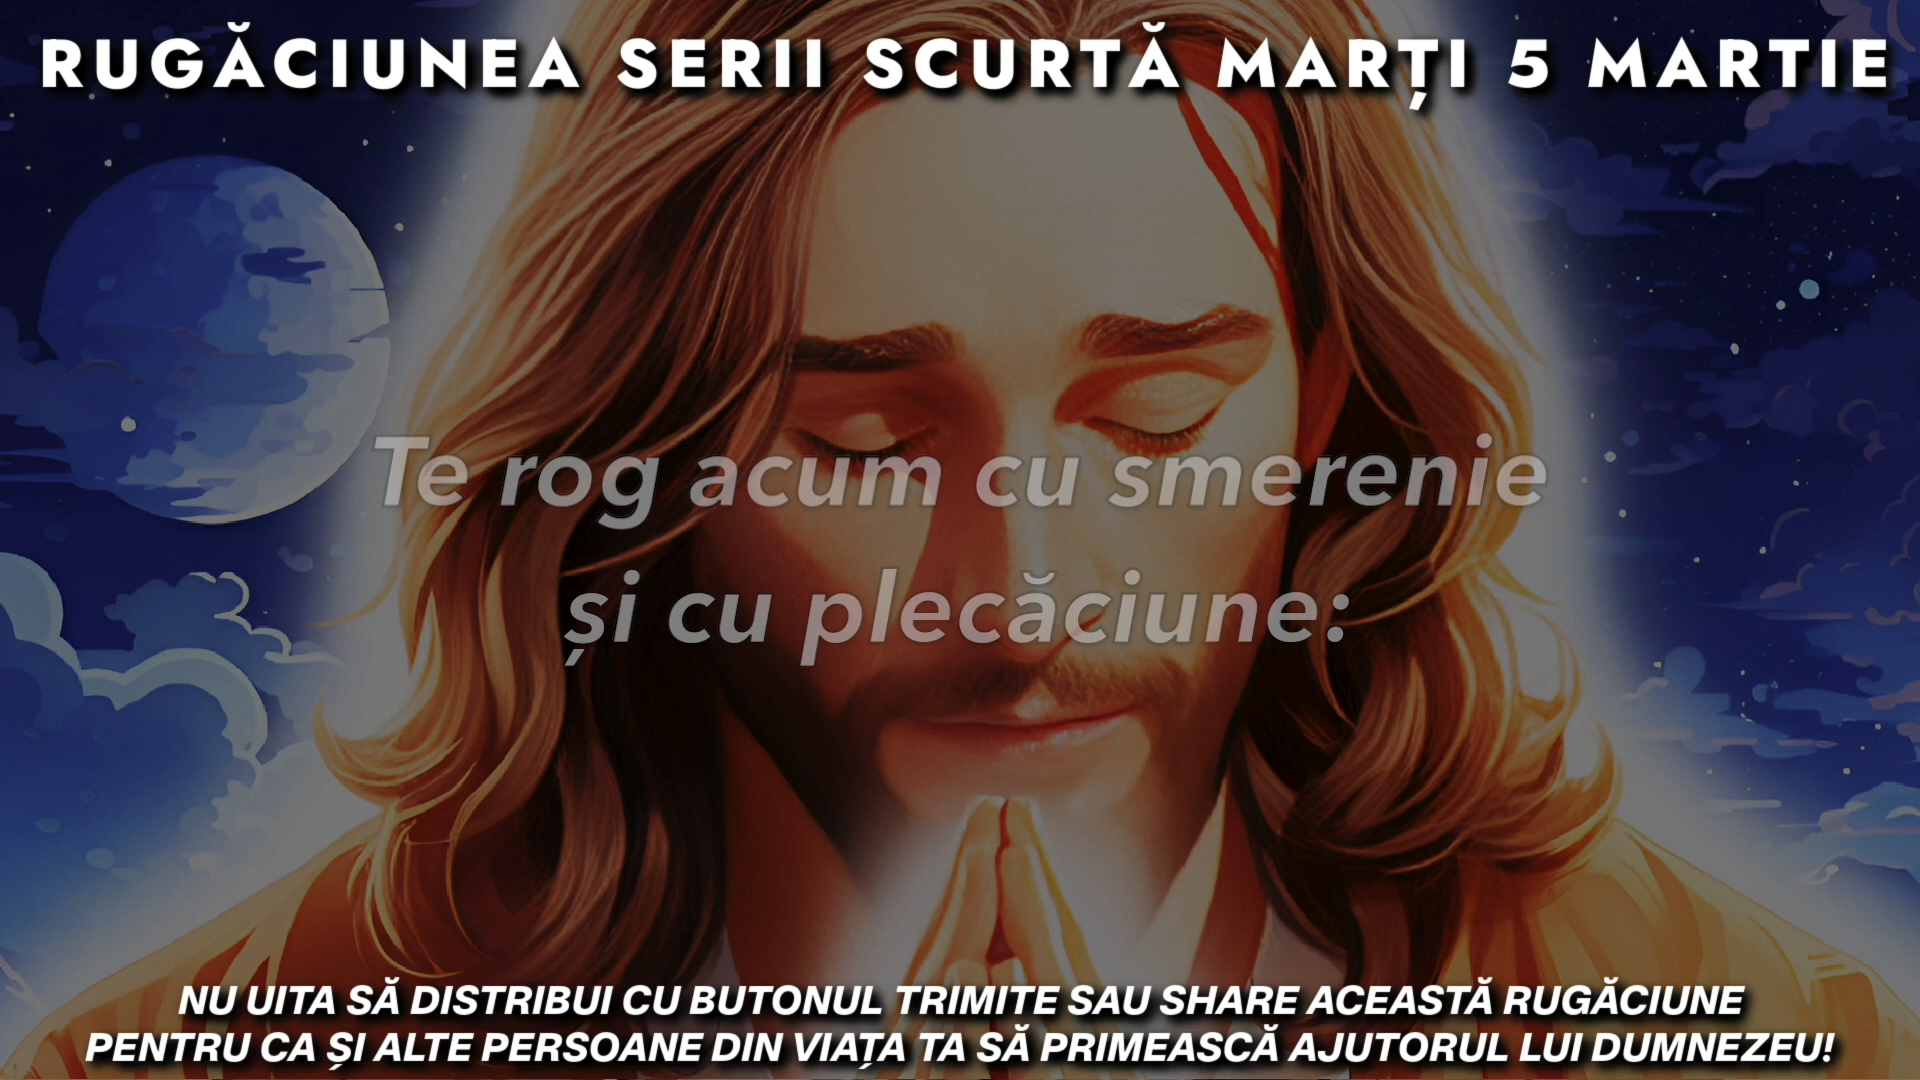 RUGĂCIUNEA SERII SCURTĂ MARȚI 5 MARTIE
Te rog acum cu smerenie
și cu plecăciune:
NU UITA SĂ DISTRIBUI CU BUTONUL TRIMITE SAU SHARE ACEASTĂ RUGĂCIUNE
PENTRU CA ȘI ALTE PERSOANE DIN VIAȚA TA SĂ PRIMEASCĂ AJUTORUL LUI DUMNEZEU!